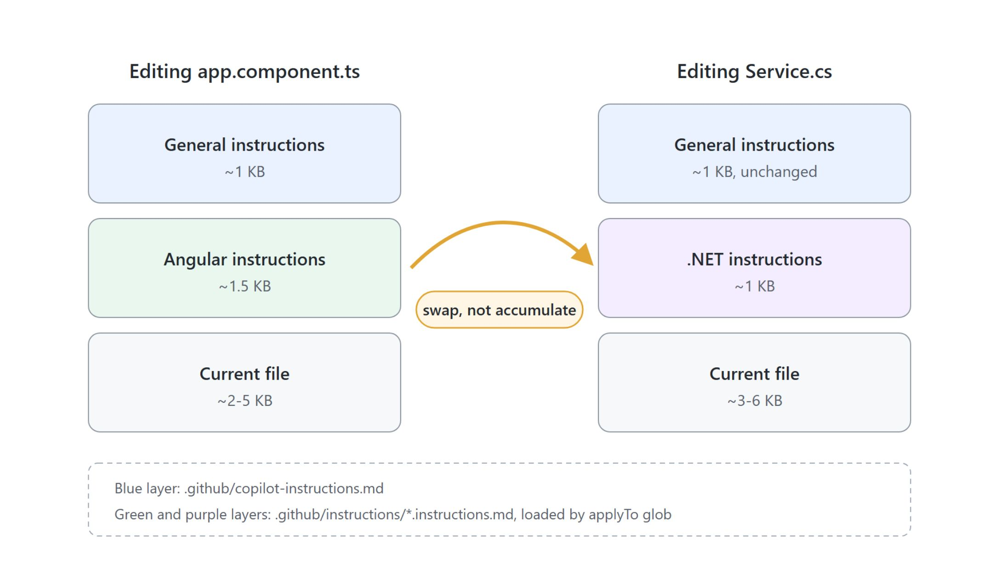 Editing app.component.ts
General instructions
~1 KB
Angular instructions
~1.5 KB
Current file
~2-5 KB
swap, not accumulate
Editing Service.cs
General instructions
~1 KB, unchanged
.NET instructions
~1 KB
Current file
~3-6 KB
Blue layer: .github/copilot-instructions.md
Green and purple layers: .github/instructions/*.instructions.md, loaded by applyTo glob